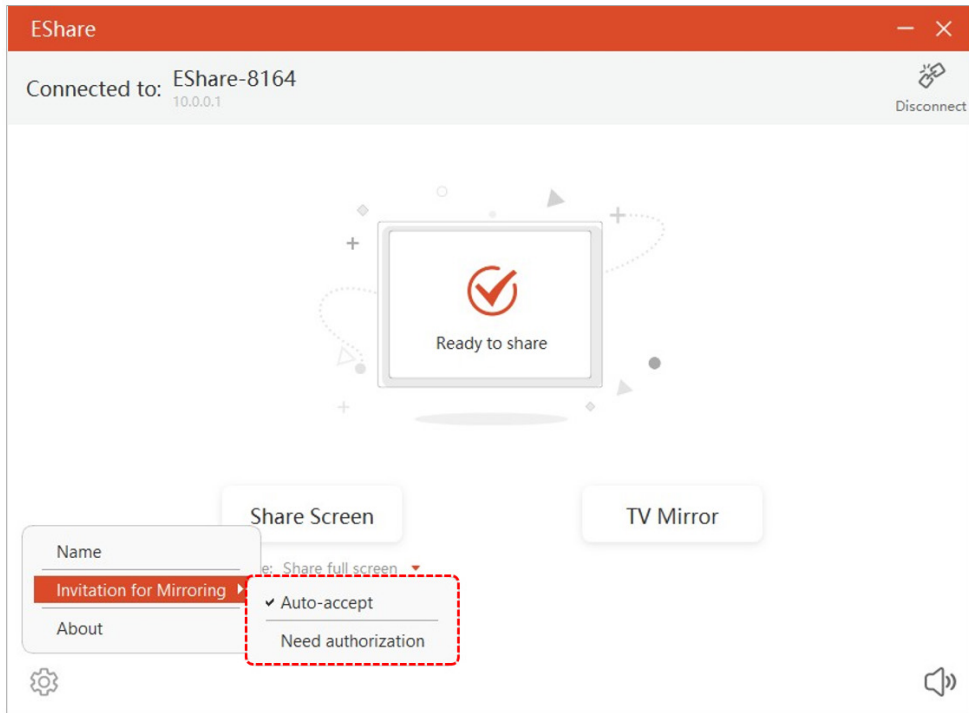 EShare
Connected to: EShare-8164
10.0.0.1
Disconnect
Ready to share
Share Screen
TV Mirror
Name
e: Share full screen
Invitation for Mirroring
Auto-accept
About
Need authorization